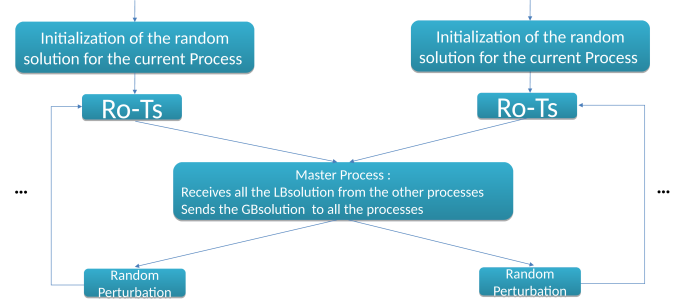 Initialization of the random
solution for the current Process
Initialization of the random
solution for the current Process
Ro-Ts
Ro-Ts
Master Process :
Receives all the LBsolution from the other processes
Sends the GBsolution to all the processes
...
...
Random
Perturbation
Random
Perturbation